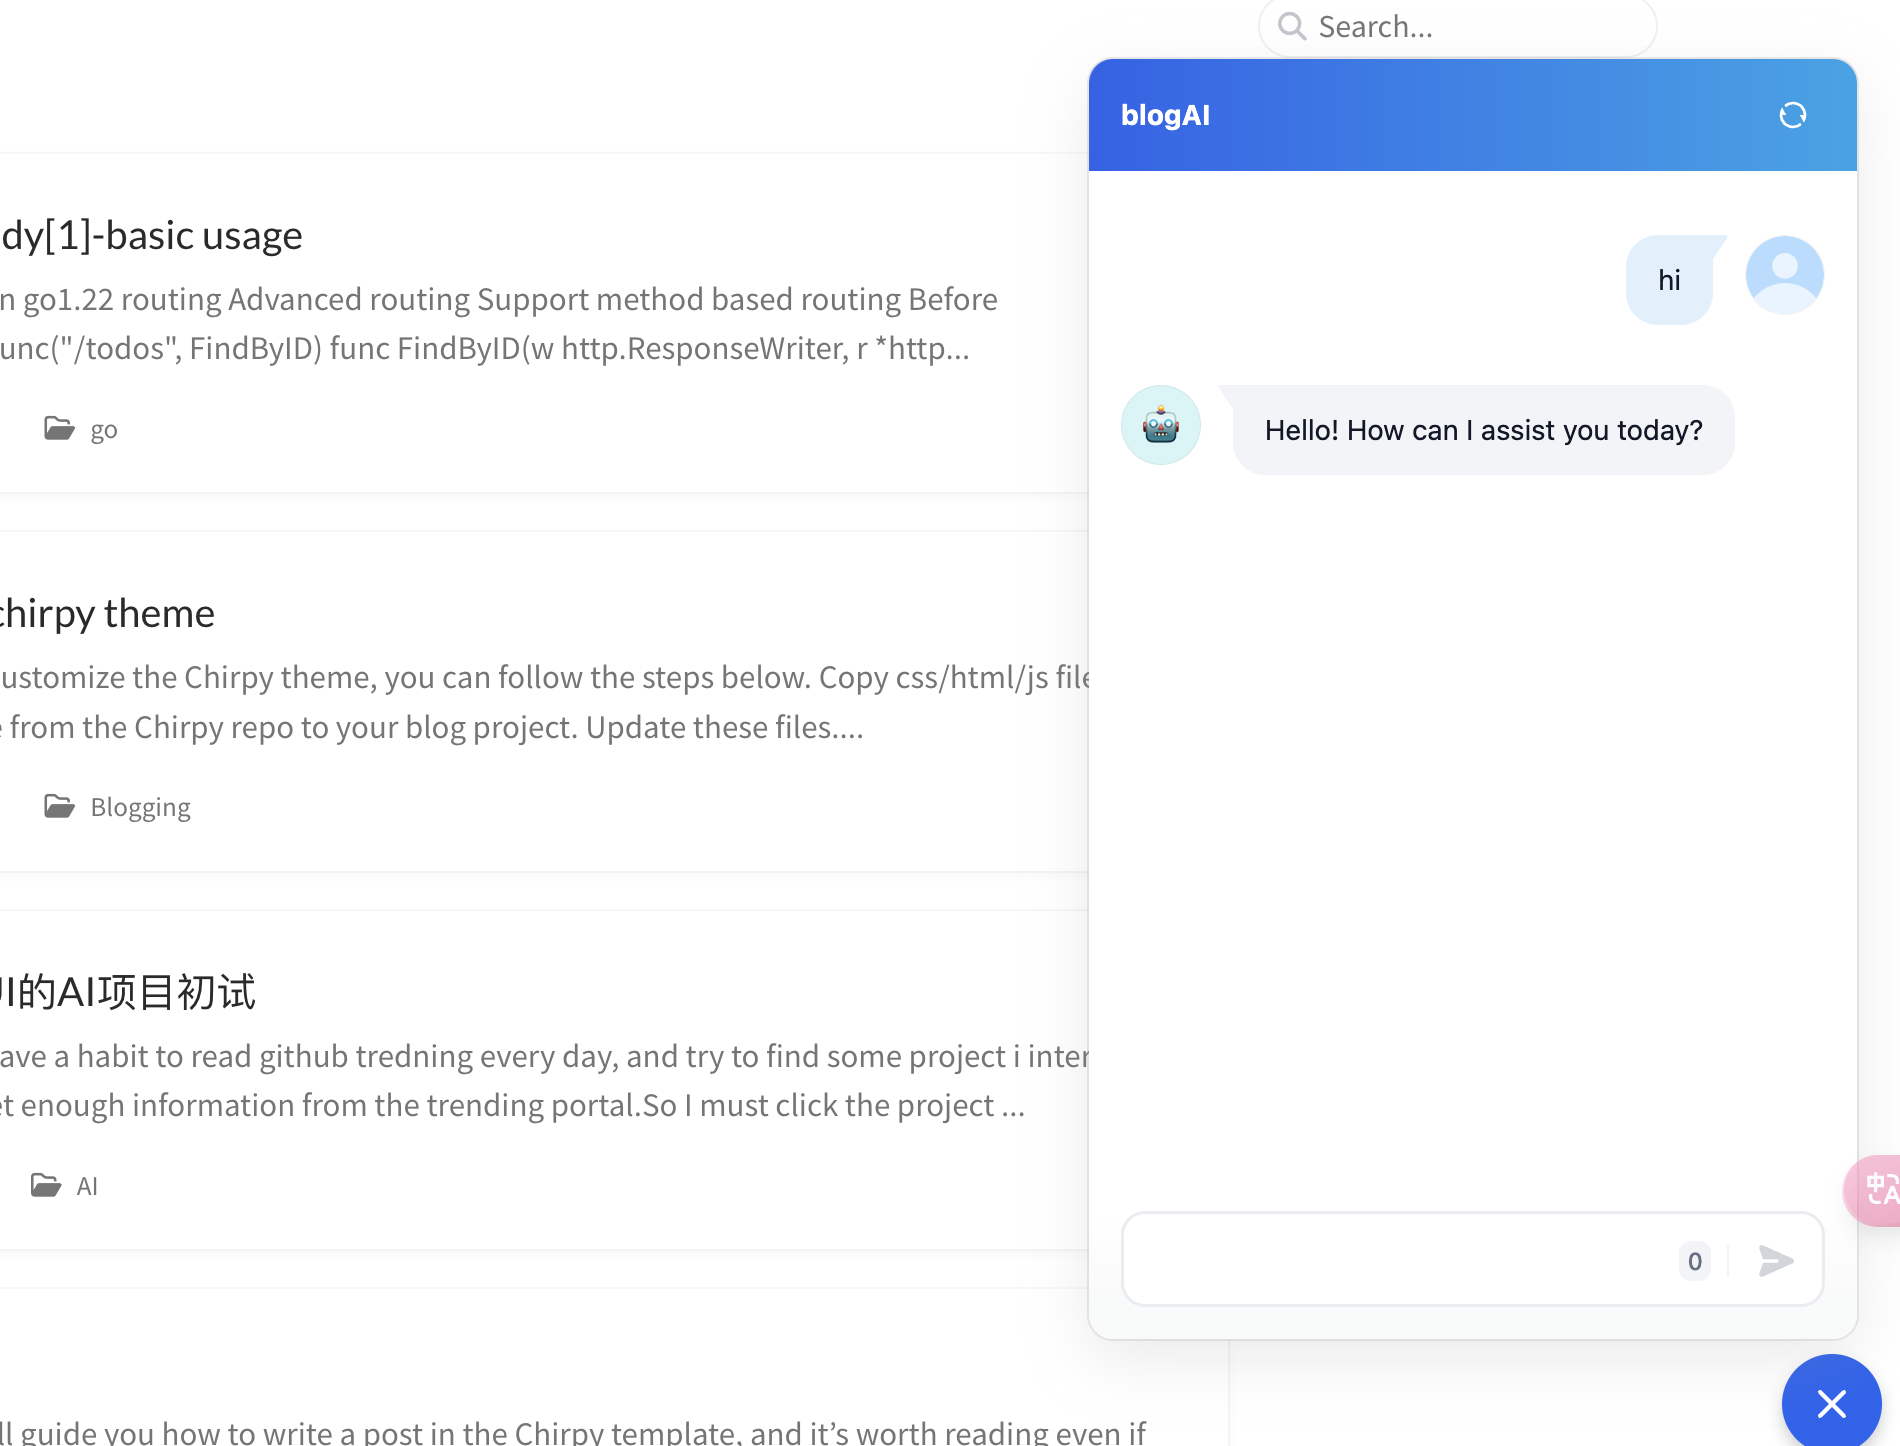 Search...
blogAI
hi
Hello! How can I assist you today?
0
dy[1]-basic usage
n go1.22 routing Advanced routing Support method based routing Before
unc("/todos", FindByID) func FindByID(w http.ResponseWriter, r *http...
go
chirpy theme
ustomize the Chirpy theme, you can follow the steps below. Copy css/html/js file
e from the Chirpy repo to your blog project. Update these files....
Blogging
I的AI项目初试
ave a habit to read github tredning every day, and try to find some project i inter
et enough information from the trending portal.So I must click the project ...
AI
ll guide you how to write a post in the Chirpy template, and it’s worth reading even if
中A